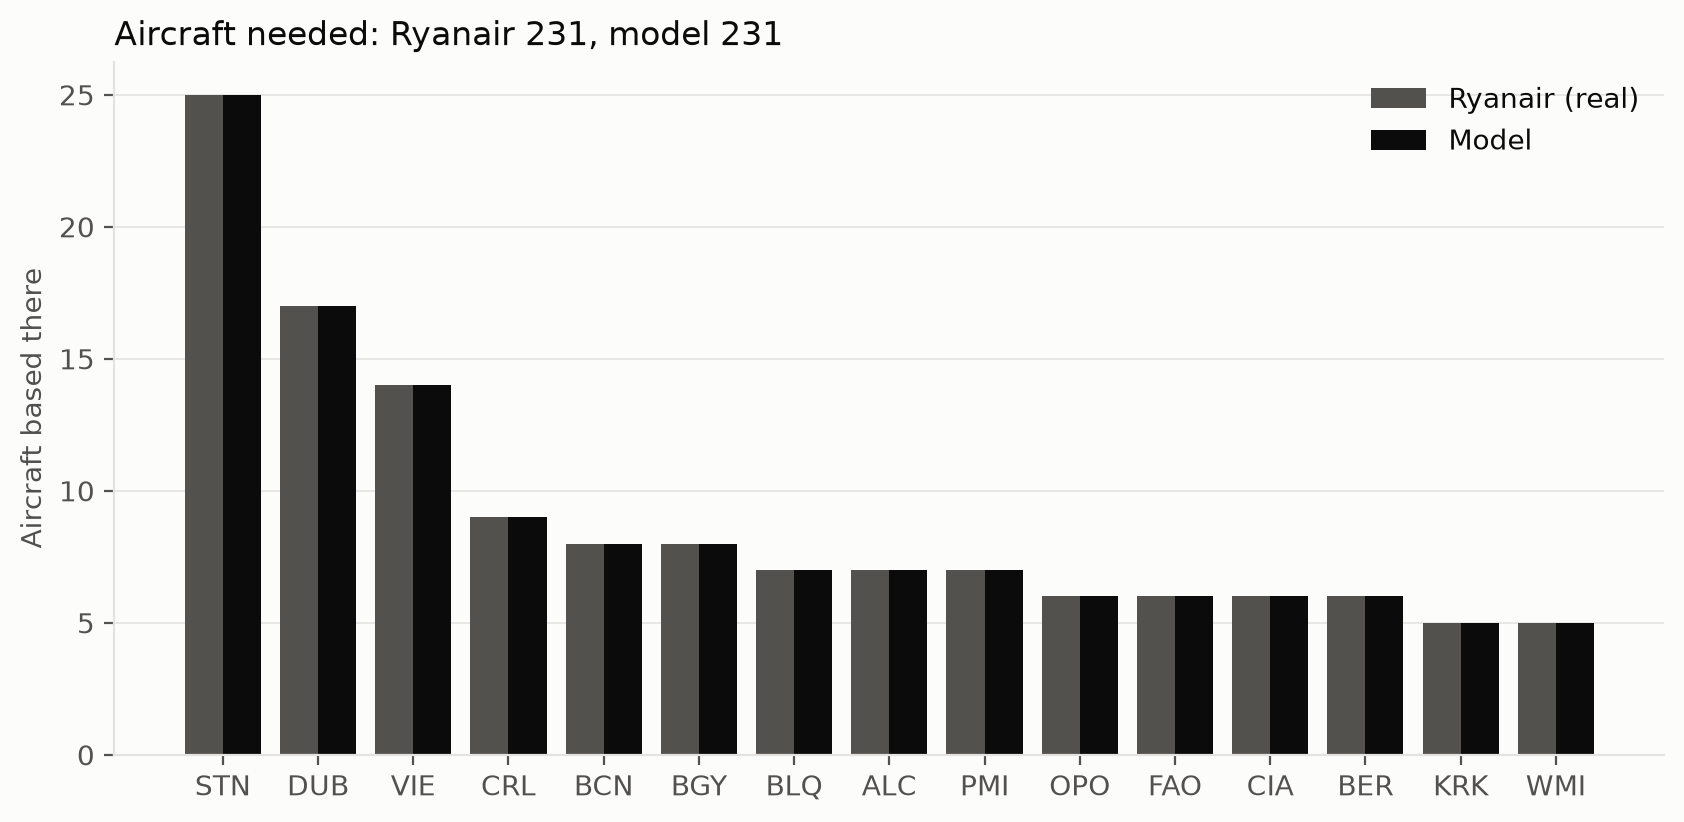 Aircraft needed: Ryanair 231, model 231
Ryanair (real)
Model
Aircraft based there
25
20
15
10
5
0
STN DUB VIE CRL BCN BGY BLQ ALC PMI OPO FAO CIA BER KRK WMI